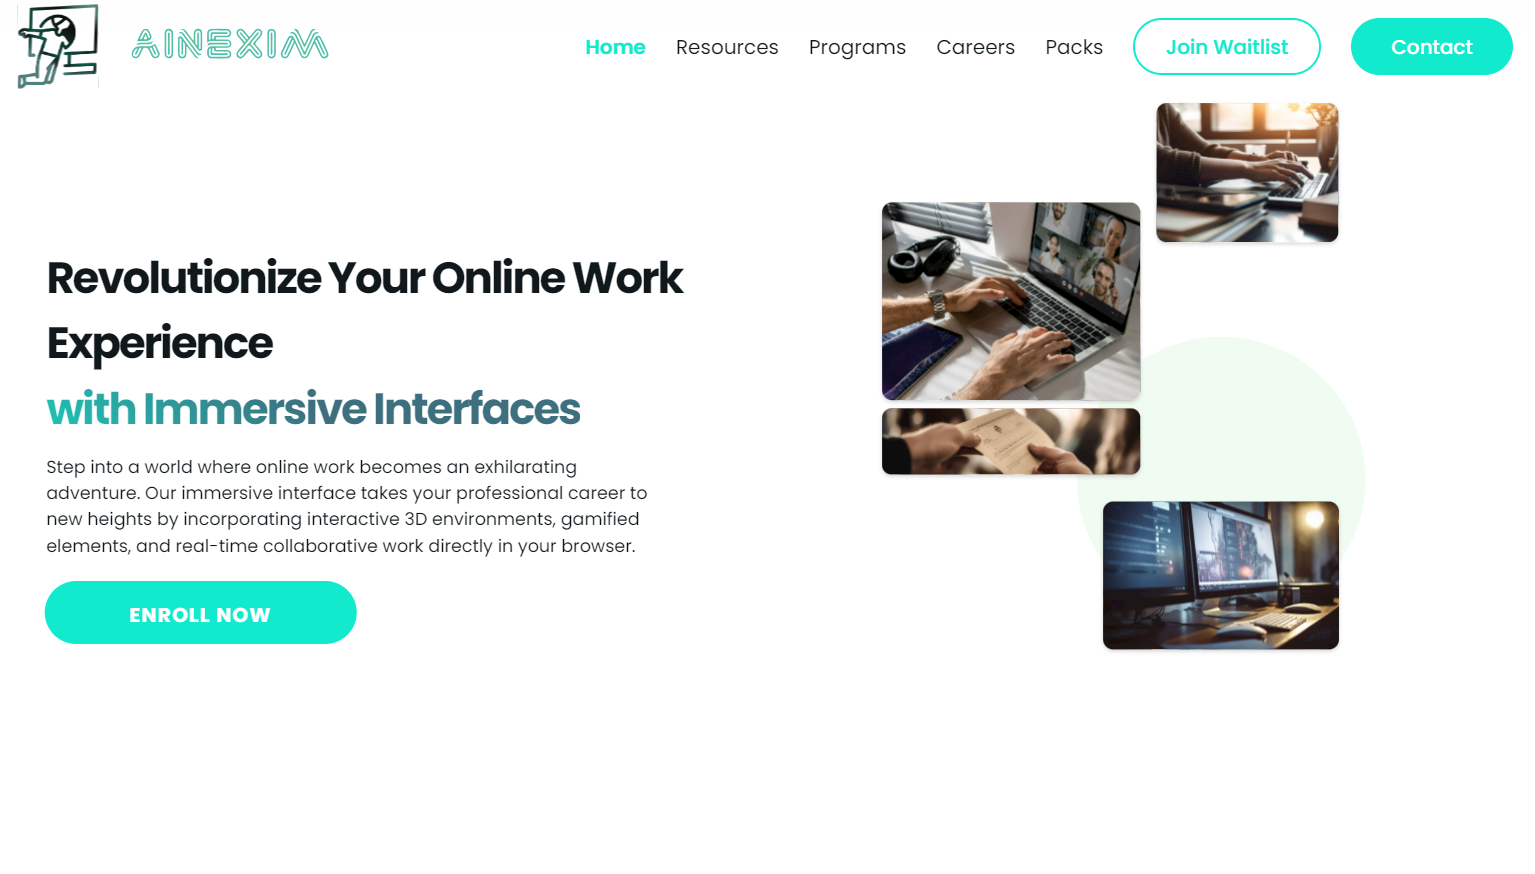 AINEXIM
Home
Resources
Programs
Careers
Packs
Join Waitlist
Contact
Revolutionize Your Online Work
Experience
with Immersive Interfaces
Step into a world where online work becomes an exhilarating
adventure. Our immersive interface takes your professional career to
new heights by incorporating interactive 3D environments, gamified
elements, and real-time collaborative work directly in your browser.
ENROLL NOW